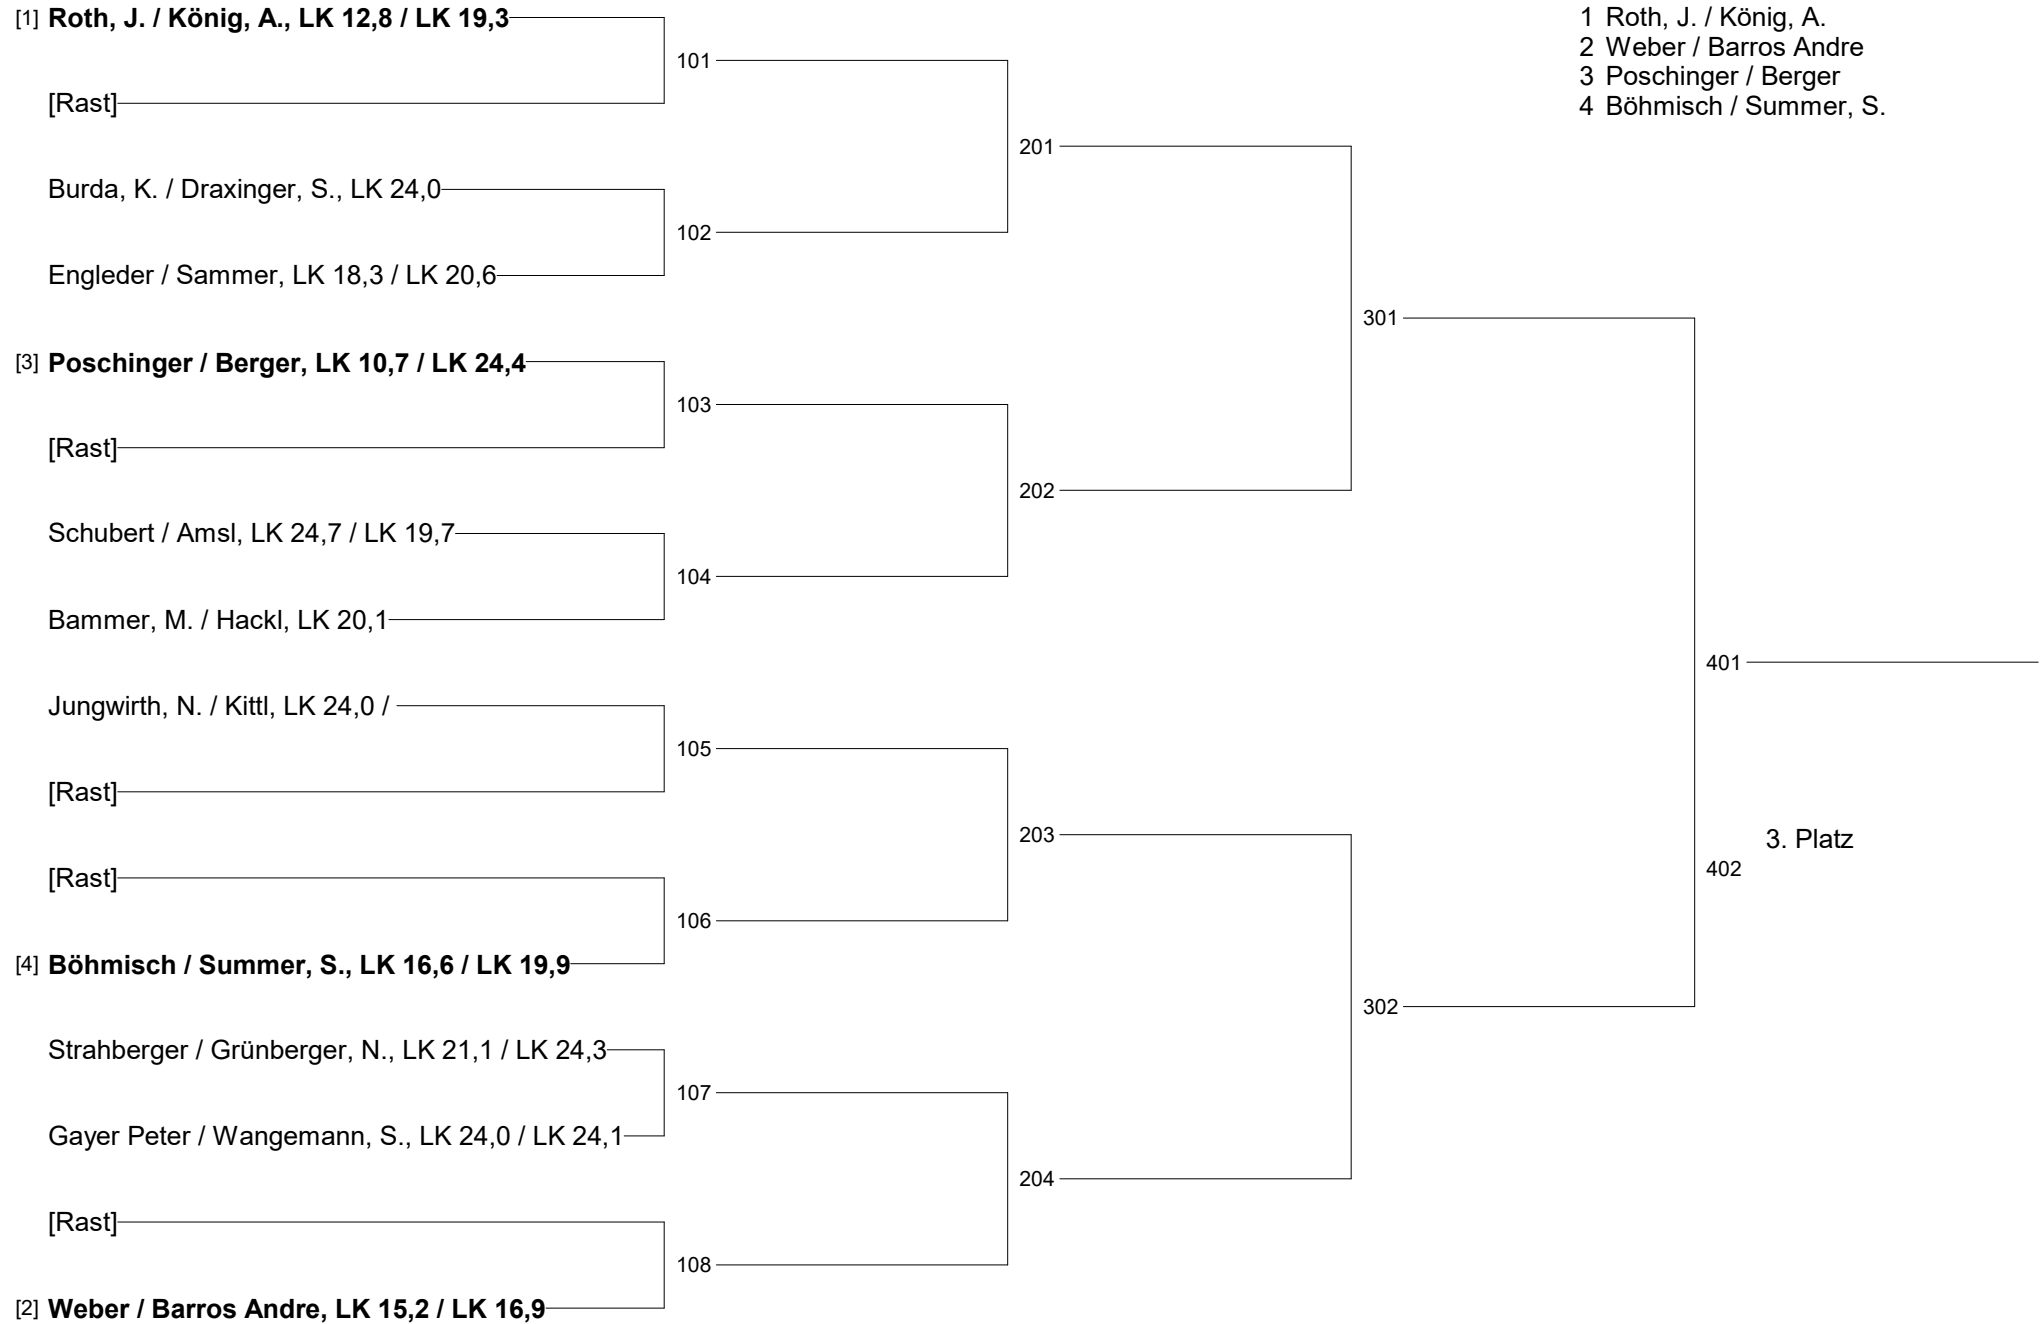 [1] Roth, J. / König, A., LK 12,8 / LK 19,3
[Rast]
Burda, K. / Draxinger, S., LK 24,0
Engleder / Sammer, LK 18,3 / LK 20,6
[3] Poschinger / Berger, LK 10,7 / LK 24,4
[Rast]
Schubert / Amsl, LK 24,7 / LK 19,7
Bammer, M. / Hackl, LK 20,1
Jungwirth, N. / Kittl, LK 24,0 /
[Rast]
[Rast]
[4] Böhmisch / Summer, S., LK 16,6 / LK 19,9
Strahberger / Grünberger, N., LK 21,1 / LK 24,3
Gayer Peter / Wangemann, S., LK 24,0 / LK 24,1
[Rast]
[2] Weber / Barros Andre, LK 15,2 / LK 16,9
101
102
103
104
105
106
107
108
201
202
203
204
301
302
401
3. Platz
402
1 Roth, J. / König, A.
2 Weber / Barros Andre
3 Poschinger / Berger
4 Böhmisch / Summer, S.